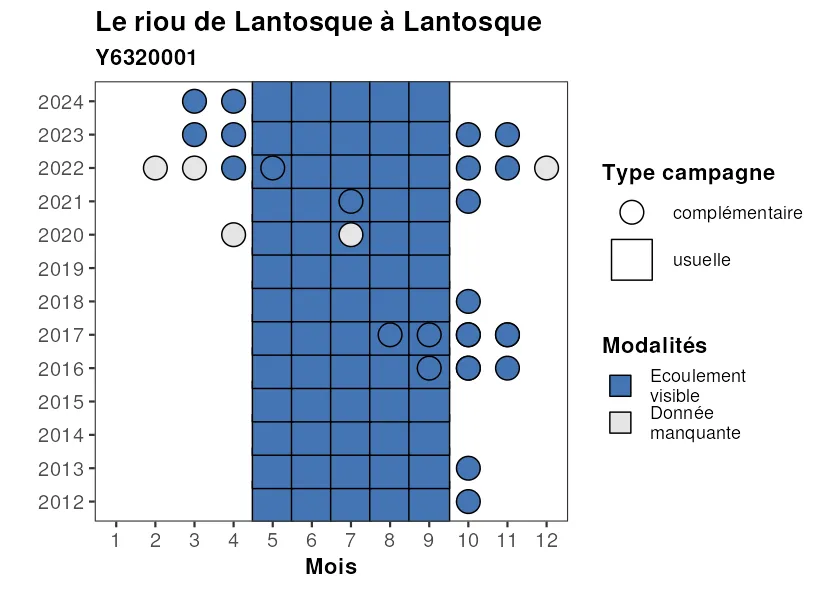 Le riou de Lantosque à Lantosque
Y6320001
2024
2023
2022
2021
2020
2019
2018
2017
2016
2015
2014
2013
2012
1 2 3 4 5 6 7 8 9 10 11 12
Mois
Type campagne
complémentaire
usuelle
Modalités
Ecoulement
visible
Donnée
manquante